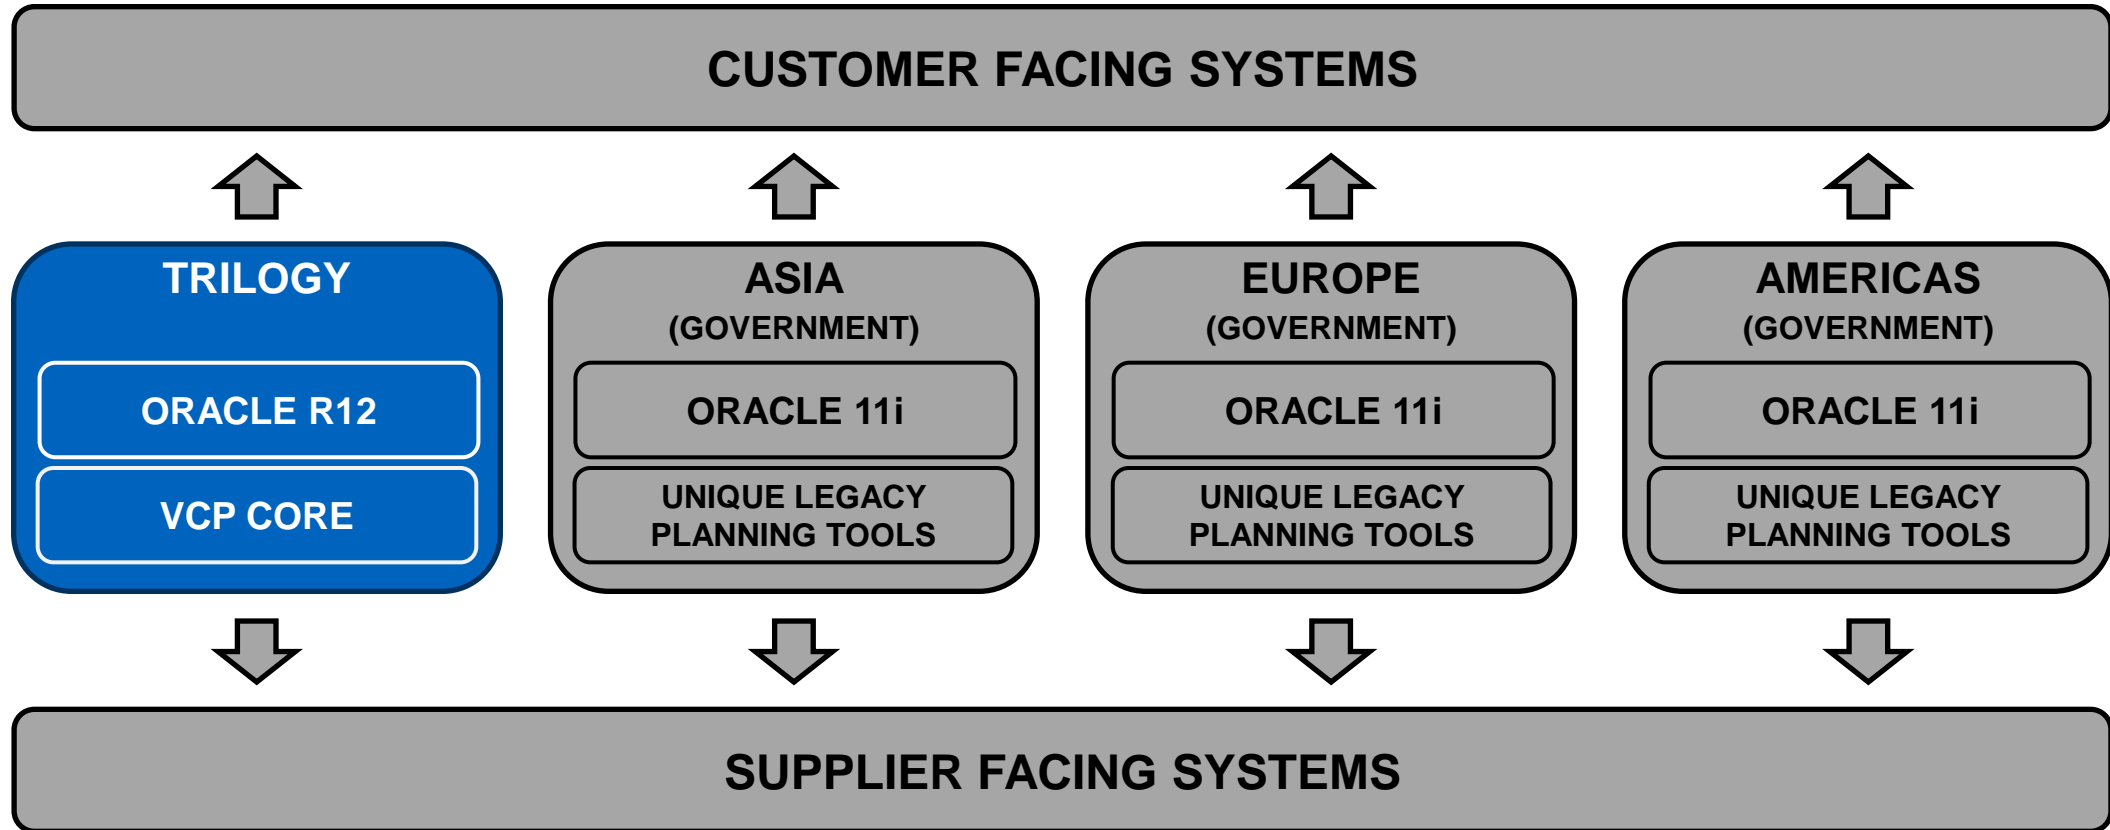 CUSTOMER FACING SYSTEMS
TRILOGY
ORACLE R12
VCP CORE
ASIA
(GOVERNMENT)
ORACLE 11i
UNIQUE LEGACY
PLANNING TOOLS
EUROPE
(GOVERNMENT)
ORACLE 11i
UNIQUE LEGACY
PLANNING TOOLS
AMERICAS
(GOVERNMENT)
ORACLE 11i
UNIQUE LEGACY
PLANNING TOOLS
SUPPLIER FACING SYSTEMS